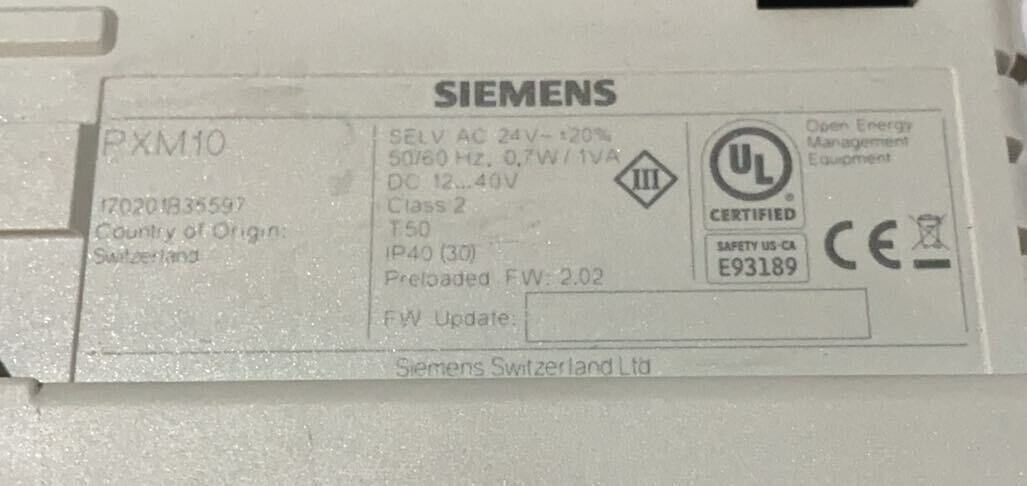 SIEMENS
PXM10
170201B35597
Country of Origin:
Switzerland
SELV AC 24V~ ±20%
50/60 Hz, 0,7W / 1VA
DC 12...40V
Class 2
T50
IP40 (30)
Preloaded FW: 2.02
FW Update:
III
UL
CERTIFIED
SAFETY US-CA
E93189
Open Energy
Management
Equipment
CE
Siemens Switzerland Ltd